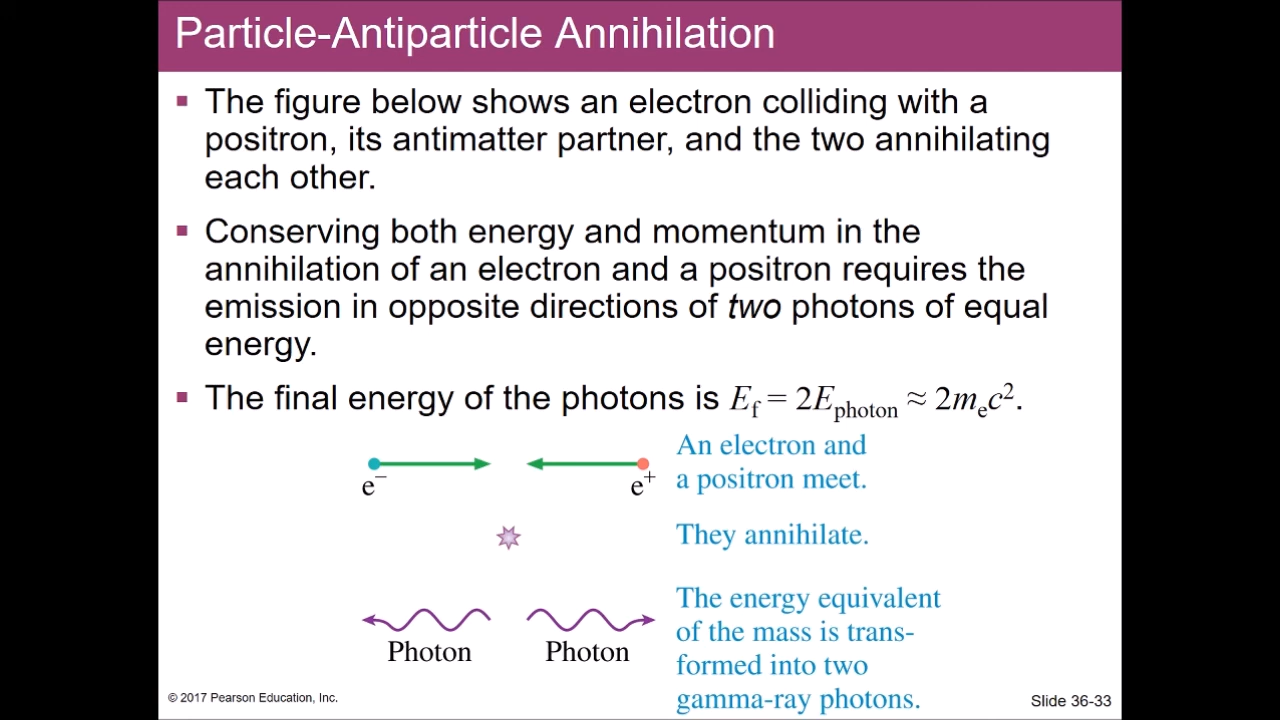 Particle-Antiparticle Annihilation
▪ The figure below shows an electron colliding with a
positron, its antimatter partner, and the two annihilating
each other.
▪ Conserving both energy and momentum in the
annihilation of an electron and a positron requires the
emission in opposite directions of two photons of equal
energy.
▪ The final energy of the photons is E_f = 2E_photon ≈ 2m_ec².
An electron and
a positron meet.
e⁻ e⁺
They annihilate.
The energy equivalent
of the mass is trans-
formed into two
gamma-ray photons.
Photon Photon
© 2017 Pearson Education, Inc.
Slide 36-33